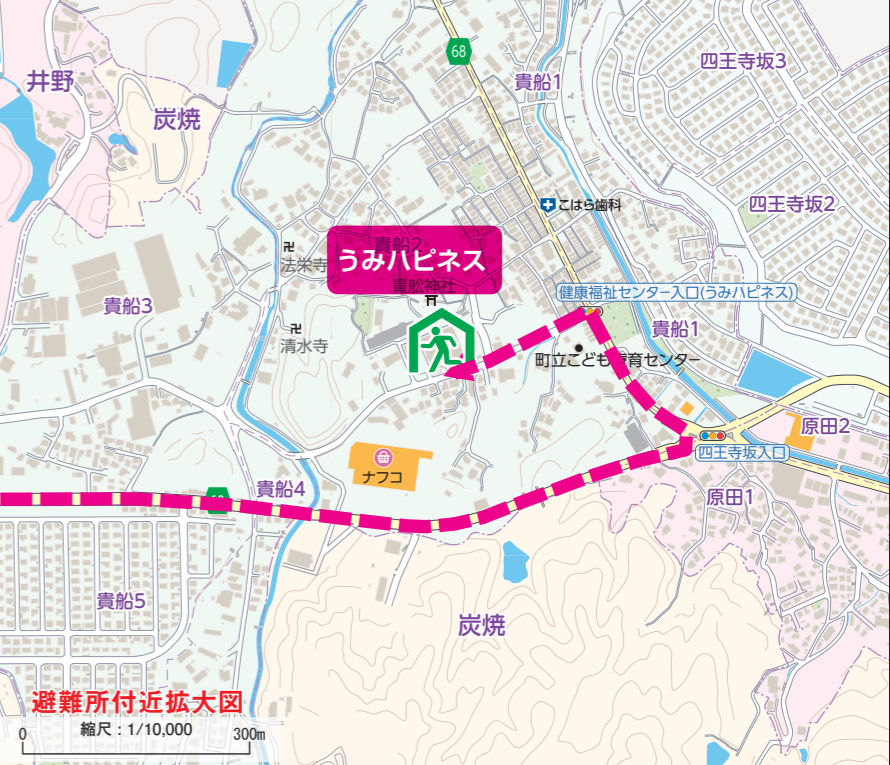 68
四王寺坂3
井野
貴船1
炭焼
四王寺坂2
こはら歯科
貴船2
うみハピネス
法栄寺
貴船神社
健康福祉センター入口(うみハピネス)
貴船3
貴船1
清水寺
町立こども療育センター
原田2
四王寺坂入口
ナフコ
貴船4
原田1
貴船5
炭焼
避難所付近拡大図
縮尺:1/10,000
0
300m